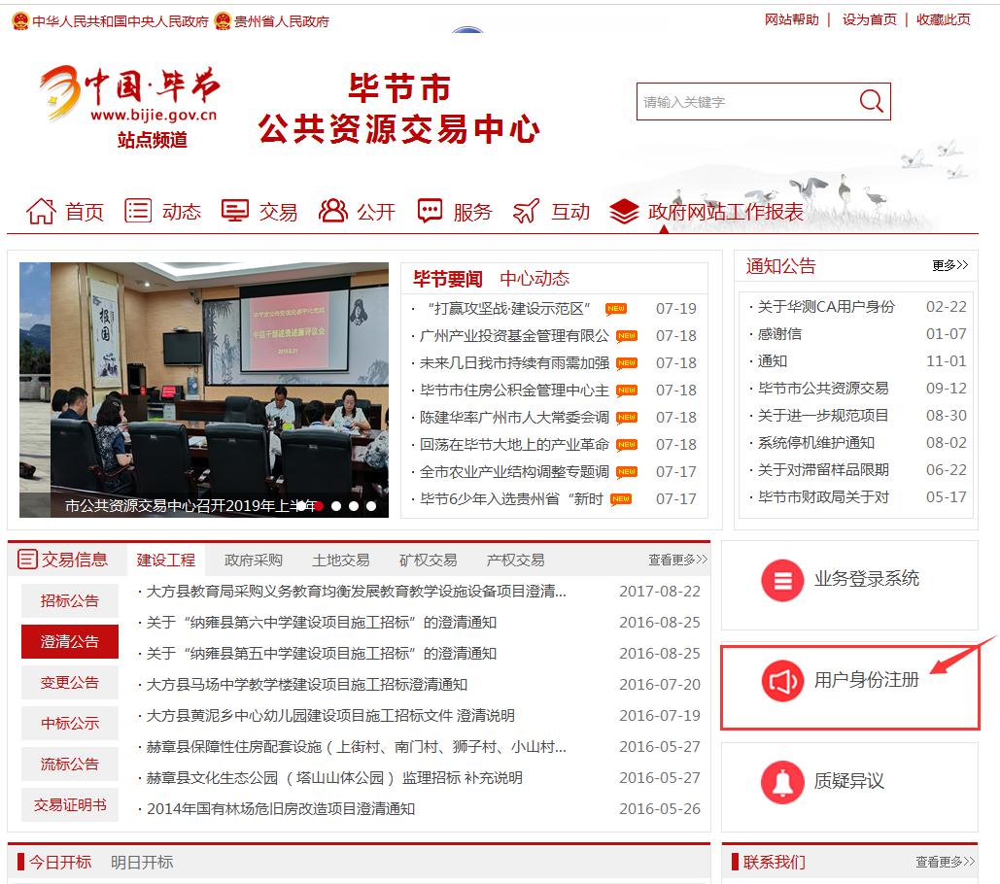 中华人民共和国中央人民政府 贵州省人民政府 网站帮助 | 设为首页 | 收藏此页
中国·毕节
www.bijie.gov.cn
站点频道
毕节市
公共资源交易中心
请输入关键字
首页 动态 交易 公开 服务 互动 政府网站工作报表
毕节要闻 中心动态
·“打赢攻坚战·建设示范区” NEW 07-19
·广州产业投资基金管理有限公 NEW 07-18
·未来几日我市持续有雨需加强 NEW 07-18
·毕节市住房公积金管理中心主 NEW 07-18
·陈建华率广州市人大常委会调 NEW 07-18
·回荡在毕节大地上的产业革命 NEW 07-18
·全市农业产业结构调整专题调 NEW 07-17
·毕节6少年入选贵州省“新时 NEW 07-17
报国
中层干部述责述廉评议会
市公共资源交易中心召开2019年上半年
通知公告 更多>>
·关于华测CA用户身份 02-22
·感谢信 01-07
·通知 11-01
·毕节市公共资源交易 09-12
·关于进一步规范项目 08-30
·系统停机维护通知 08-02
·关于对滞留样品限期 06-22
·毕节市财政局关于对 05-17
交易信息 建设工程 政府采购 土地交易 矿权交易 产权交易 查看更多>>
招标公告
澄清公告
变更公告
中标公示
流标公告
交易证明书
·大方县教育局采购义务教育均衡发展教育教学设施设备项目澄清... 2017-08-22
·关于“纳雍县第六中学建设项目施工招标”的澄清通知 2016-08-25
·关于“纳雍县第五中学建设项目施工招标”的澄清通知 2016-08-25
·大方县马场中学教学楼建设项目施工招标澄清通知 2016-07-20
·大方县黄泥乡中心幼儿园建设项目施工招标文件 澄清说明 2016-07-19
·赫章县保障性住房配套设施（上街村、南门村、狮子村、小山村... 2016-05-27
·赫章县文化生态公园 （塔山山体公园 ）监理招标 补充说明 2016-05-27
·2014年国有林场危旧房改造项目澄清通知 2016-05-26
业务登录系统
用户身份注册
质疑异议
今日开标 明日开标
联系我们 查看更多>>